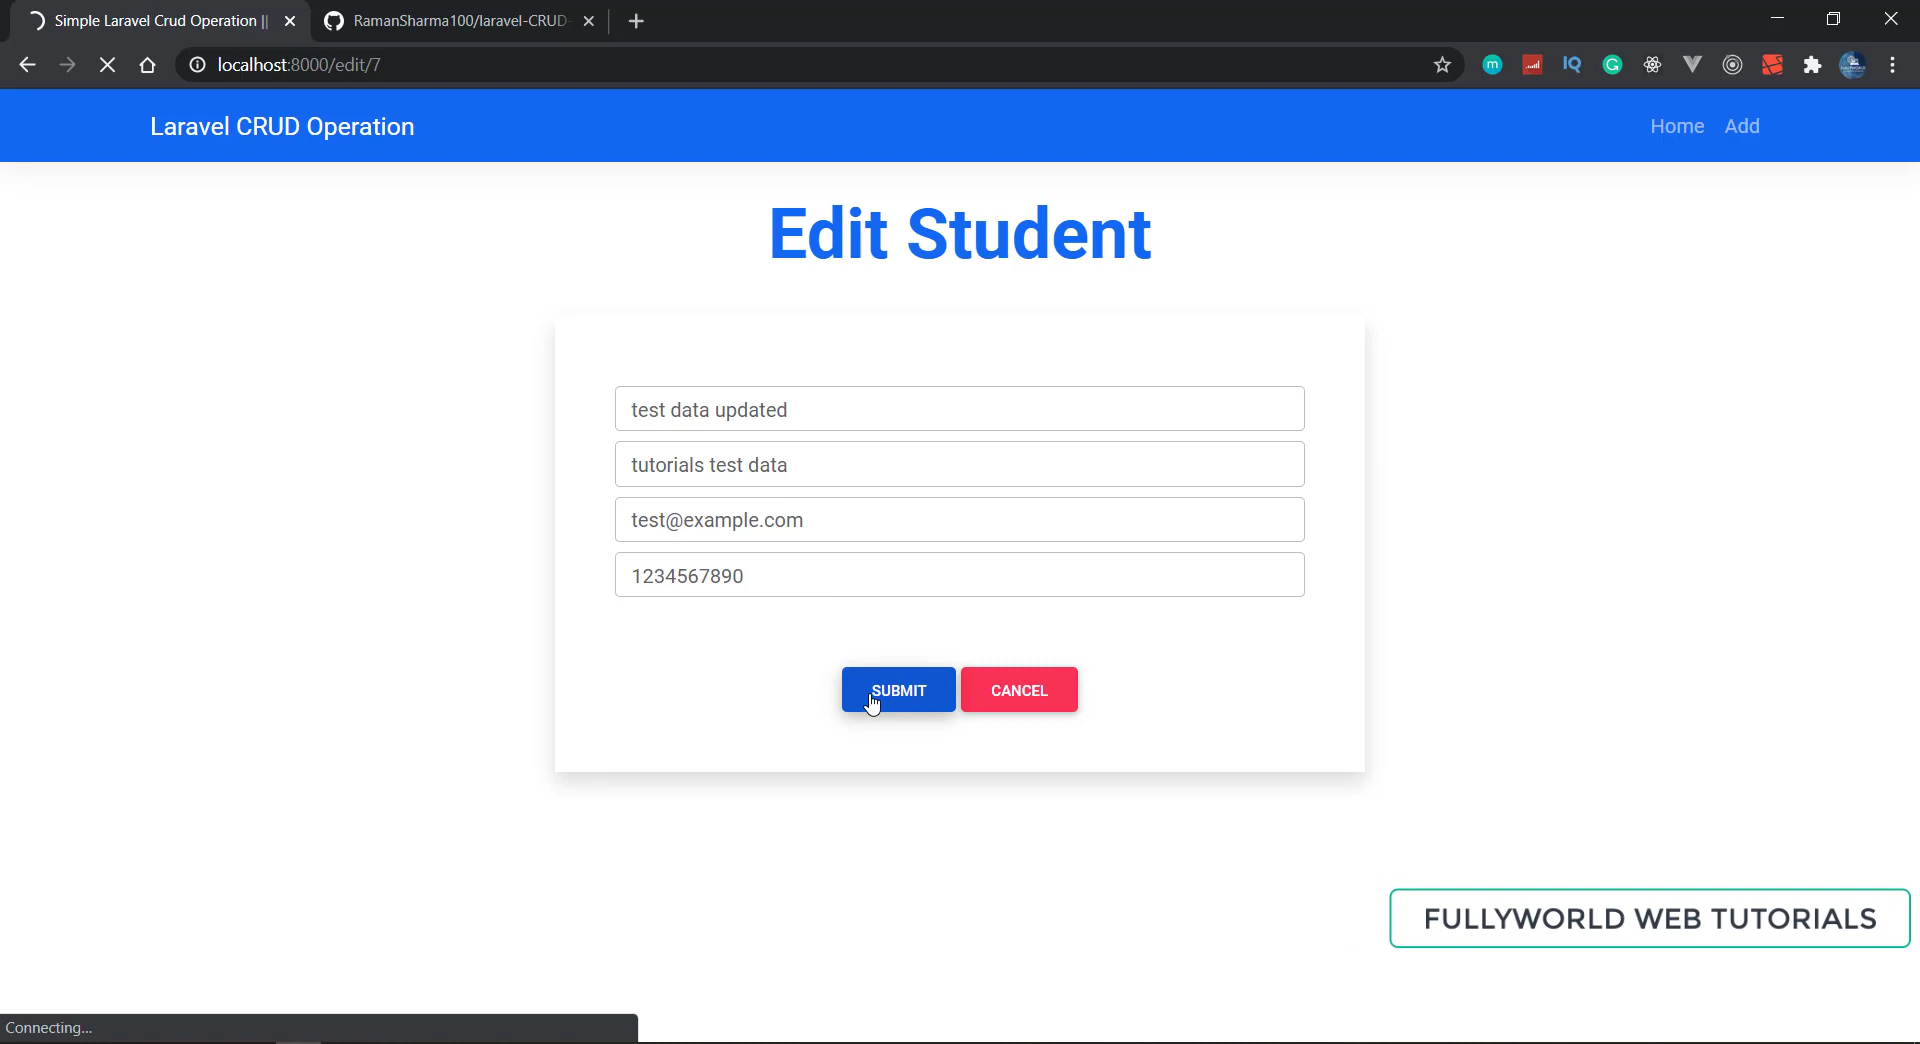 Simple Laravel Crud Operation ||
RamanSharma100/laravel-CRUD-
localhost:8000/edit/7
m
IQ
G
Laravel CRUD Operation
Home
Add
Edit Student
test data updated
tutorials test data
test@example.com
1234567890
SUBMIT
CANCEL
FULLYWORLD WEB TUTORIALS
Connecting...